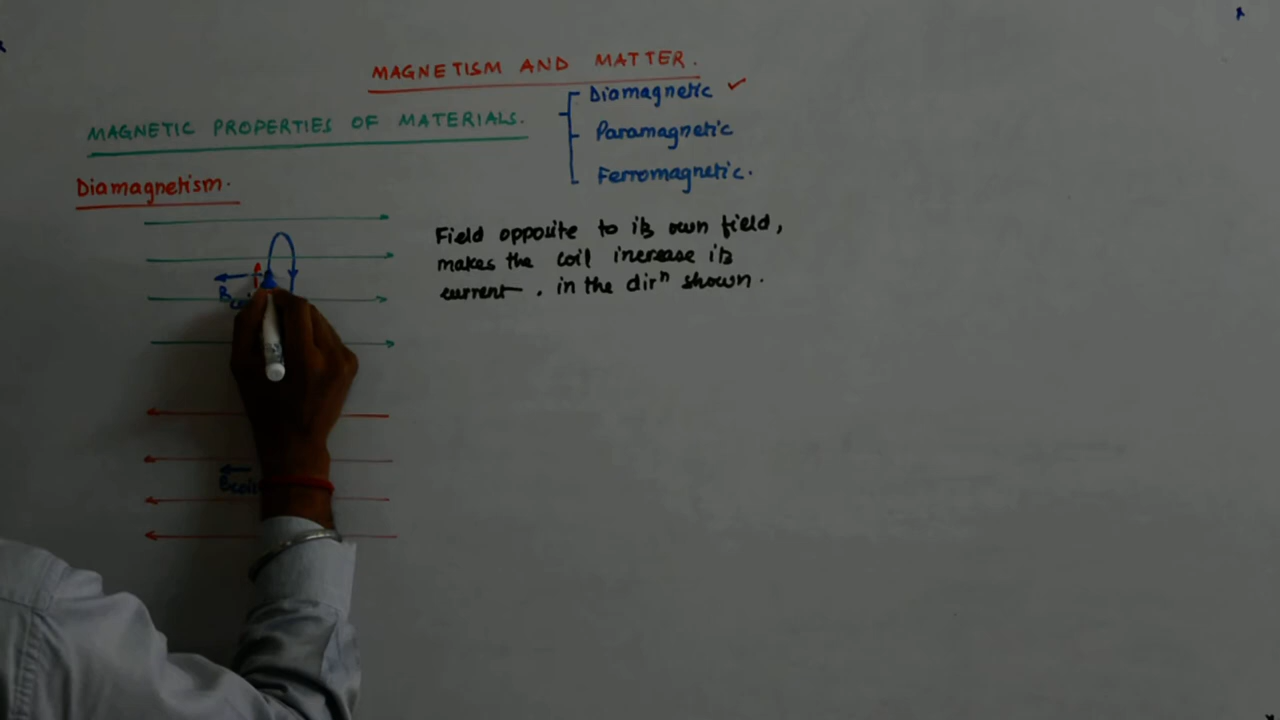 MAGNETISM AND MATTER.
MAGNETIC PROPERTIES OF MATERIALS.
Diamagnetic ✓
Paramagnetic
Ferromagnetic.
Diamagnetism.
Field opposite to its own field,
makes the coil increase its
current, in the dirⁿ shown.